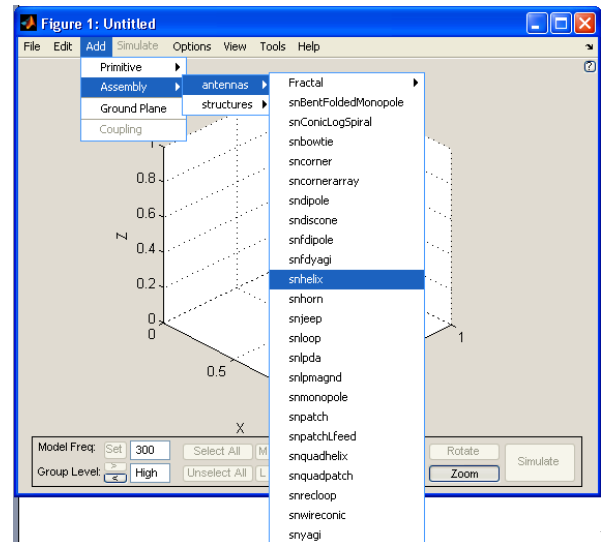 Figure 1: Untitled
File Edit Add Simulate Options View Tools Help
Primitive
Assembly
Ground Plane
Coupling
antennas
structures
Fractal
snBentFoldedMonopole
snConicLogSpiral
snbowtie
sncorner
sncornerarray
sndipole
sndiscone
snfdipole
snfdyagi
snhelix
snhorn
snjeep
snloop
snlpda
snlpmagnd
snmonopole
snpatch
snpatchLfeed
snquadhelix
snquadpatch
snrecloop
snwireconic
snyagi
0.8
0.6
Z
0.4
0.2
0
0
0.5
1
X
Model Freq: Set 300 Select All M Rotate Simulate
Group Level: > < High Unselect All L Zoom